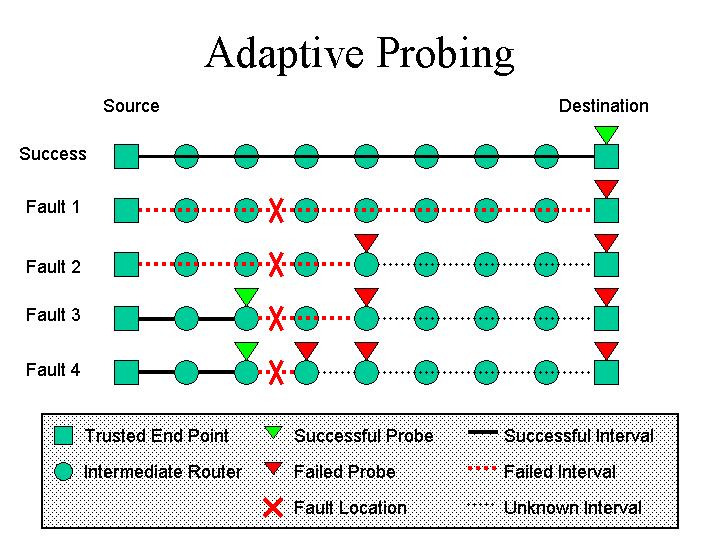 Adaptive Probing
Source Destination
Success
Fault 1
Fault 2
Fault 3
Fault 4
Trusted End Point Successful Probe Successful Interval
Intermediate Router Failed Probe Failed Interval
Fault Location Unknown Interval